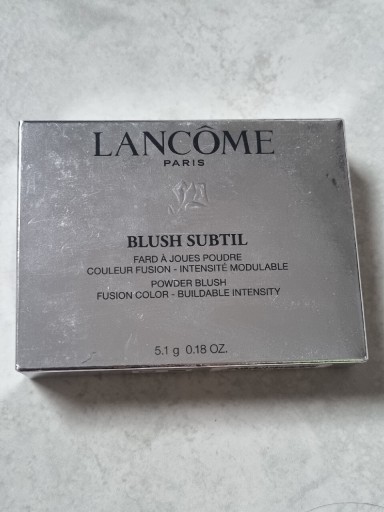 LANCÔME
PARIS
BLUSH SUBTIL
FARD À JOUES POUDRE
COULEUR FUSION - INTENSITÉ MODULABLE
POWDER BLUSH
FUSION COLOR - BUILDABLE INTENSITY
5.1 g 0.18 OZ.